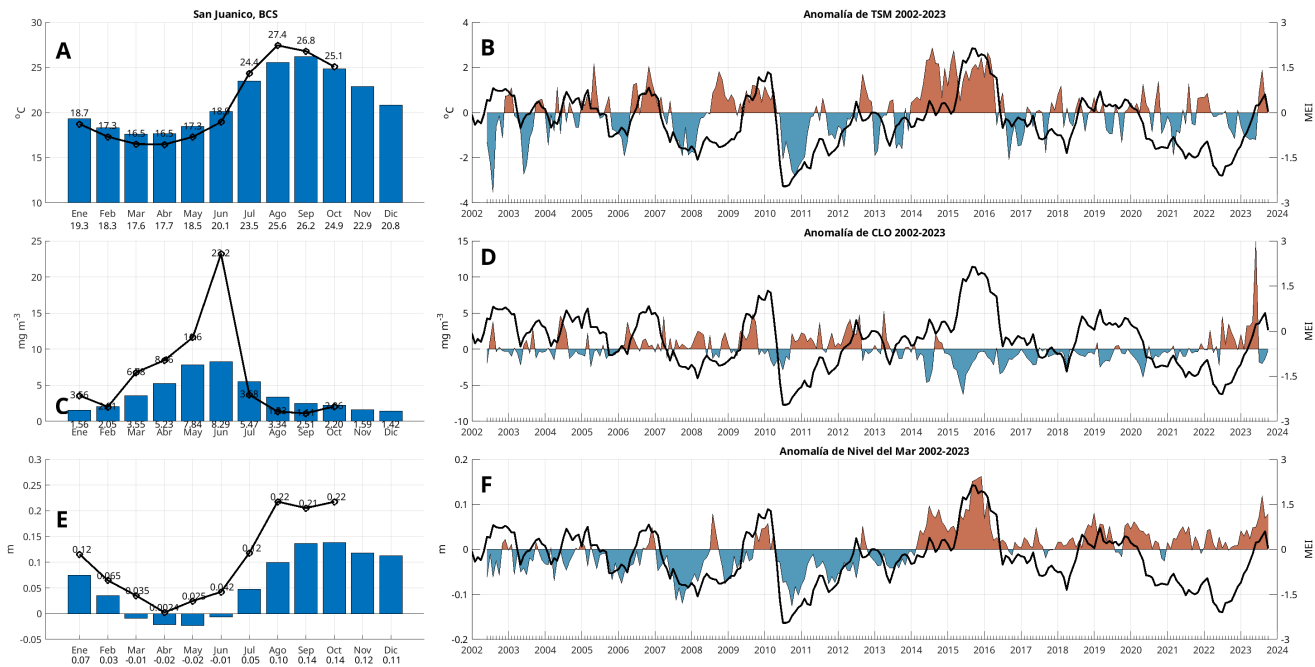 San Juanico, BCS
A
°C
30
25
20
15
10
18.7 17.3 16.5 16.5 17.3 24.4 27.4 26.8 25.1
Ene Feb Mar Abr May Jun Jul Ago Sep Oct Nov Dic
19.3 18.3 17.6 17.7 18.5 20.1 23.5 25.6 26.2 24.9 22.9 20.8
Anomalía de TSM 2002-2023
B
°C
4
2
0
-2
-4
3
1.5
0
-1.5
-3
MEI
2002 2003 2004 2005 2006 2007 2008 2009 2010 2011 2012 2013 2014 2015 2016 2017 2018 2019 2020 2021 2022 2023 2024
C
mg m-3
25
20
15
10
5
0
23.2
Ene Feb Mar Abr May Jun Jul Ago Sep Oct Nov Dic
1.56 2.05 3.55 5.23 7.84 8.29 5.47 3.34 2.51 2.20 1.59 1.42
Anomalía de CLO 2002-2023
D
mg m-3
15
10
5
0
-5
-10
3
1.5
0
-1.5
-3
MEI
2002 2003 2004 2005 2006 2007 2008 2009 2010 2011 2012 2013 2014 2015 2016 2017 2018 2019 2020 2021 2022 2023 2024
E
m
0.3
0.25
0.2
0.15
0.1
0.05
0
-0.05
0.12 0.065 0.035 0.0024 0.025 0.042 0.12 0.22 0.21 0.22
Ene Feb Mar Abr May Jun Jul Ago Sep Oct Nov Dic
0.07 0.03 -0.01 -0.02 -0.02 -0.01 0.05 0.10 0.14 0.14 0.12 0.11
Anomalía de Nivel del Mar 2002-2023
F
m
0.2
0.1
0
-0.1
-0.2
3
1.5
0
-1.5
-3
MEI
2002 2003 2004 2005 2006 2007 2008 2009 2010 2011 2012 2013 2014 2015 2016 2017 2018 2019 2020 2021 2022 2023 2024